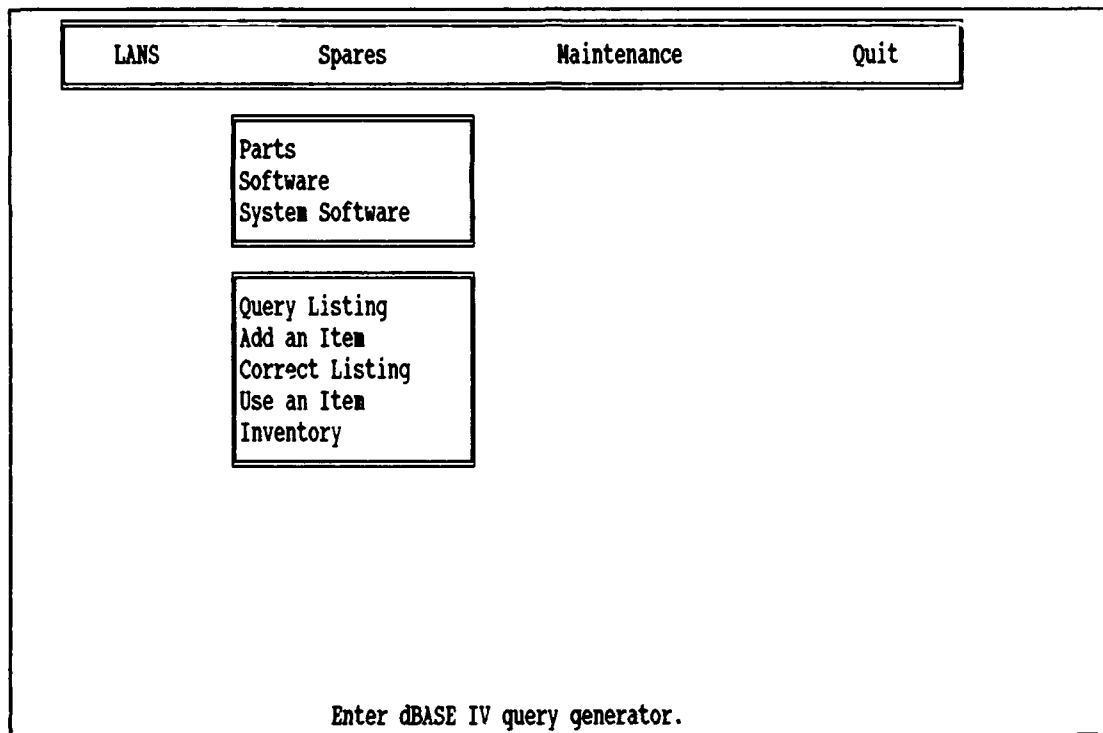 LANS Spares Maintenance Quit
Parts
Software
System Software
Query Listing
Add an Item
Correct Listing
Use an Item
Inventory
Enter dBASE IV query generator.